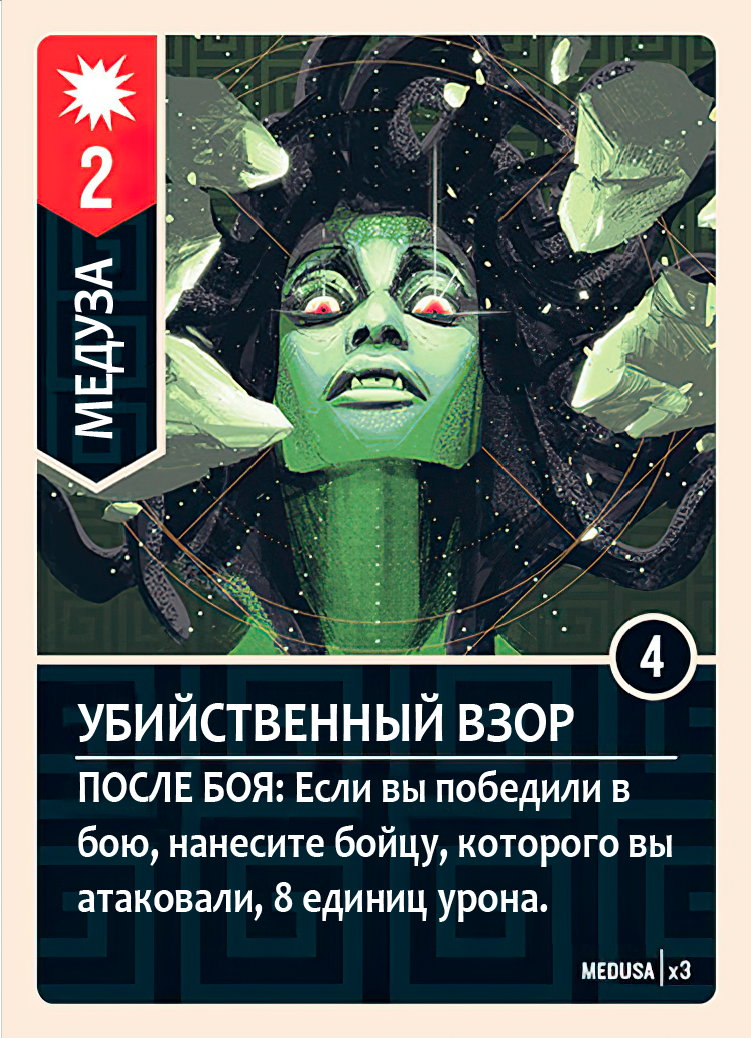 2
МЕДУЗА
4
УБИЙСТВЕННЫЙ ВЗОР
ПОСЛЕ БОЯ: Если вы победили в
бою, нанесите бойцу, которого вы
атаковали, 8 единиц урона.
MEDUSA | x3